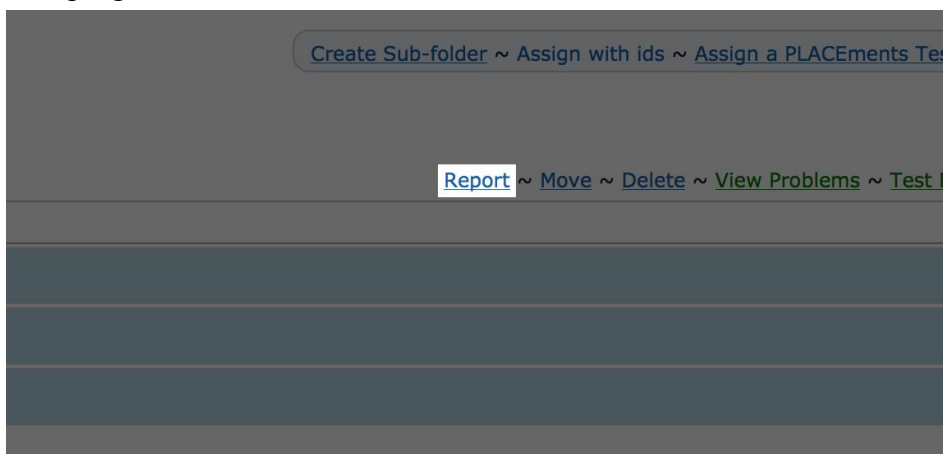 Create Sub-folder ~ Assign with ids ~ Assign a PLACEments
Report ~ Move ~ Delete ~ View Problems ~ Test